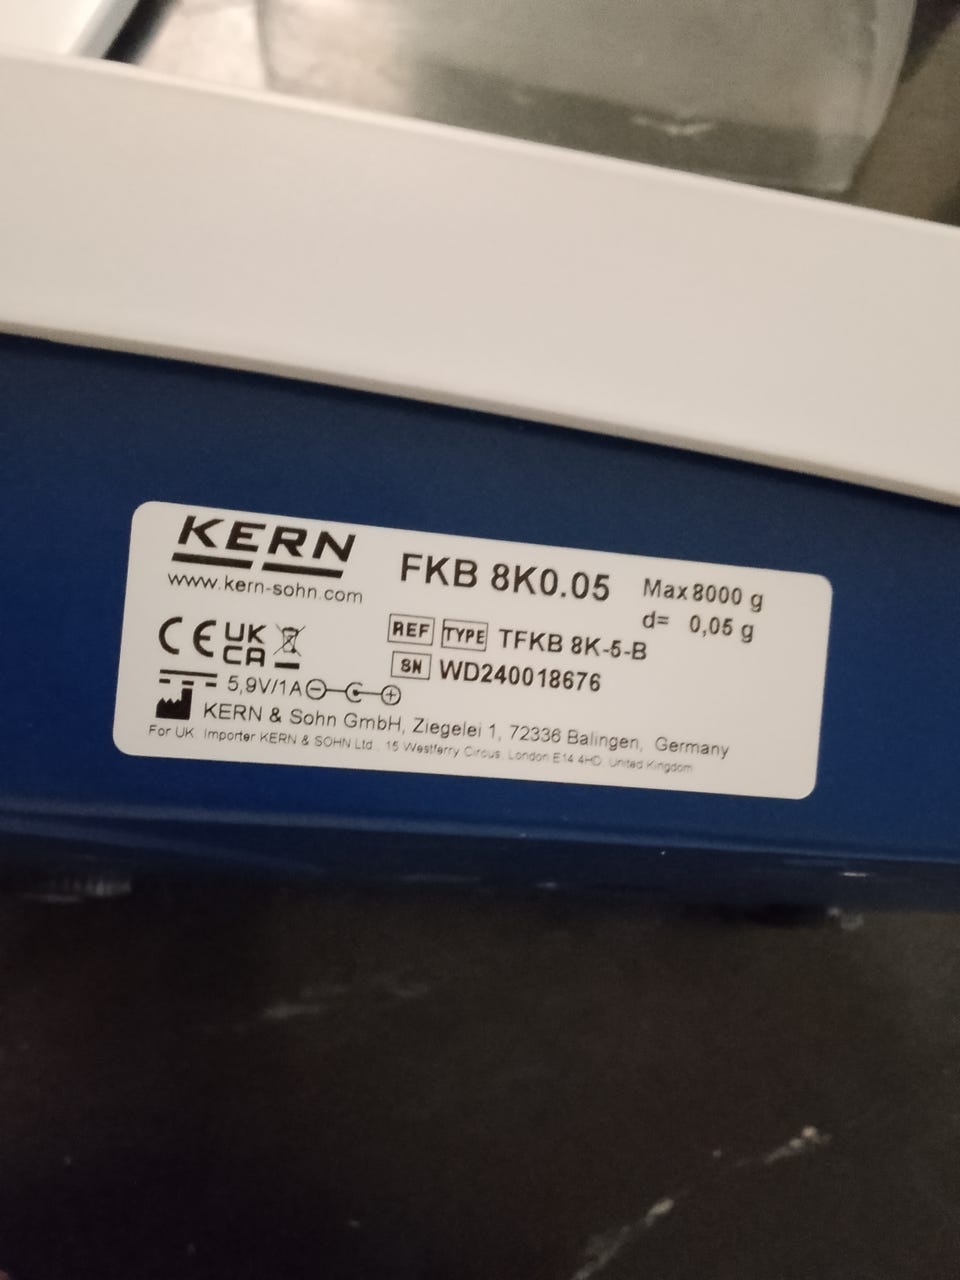 KERN
www.kern-sohn.com
FKB 8K0.05
Max 8000 g
d= 0,05 g
CE UK CA
REF TYPE TFKB 8K-5-B
SN WD240018676
5,9V/1A
KERN & Sohn GmbH, Ziegelei 1, 72336 Balingen, Germany
For UK: Importer KERN & SOHN Ltd., 15 Westferry Circus, London E14 4HD, United Kingdom